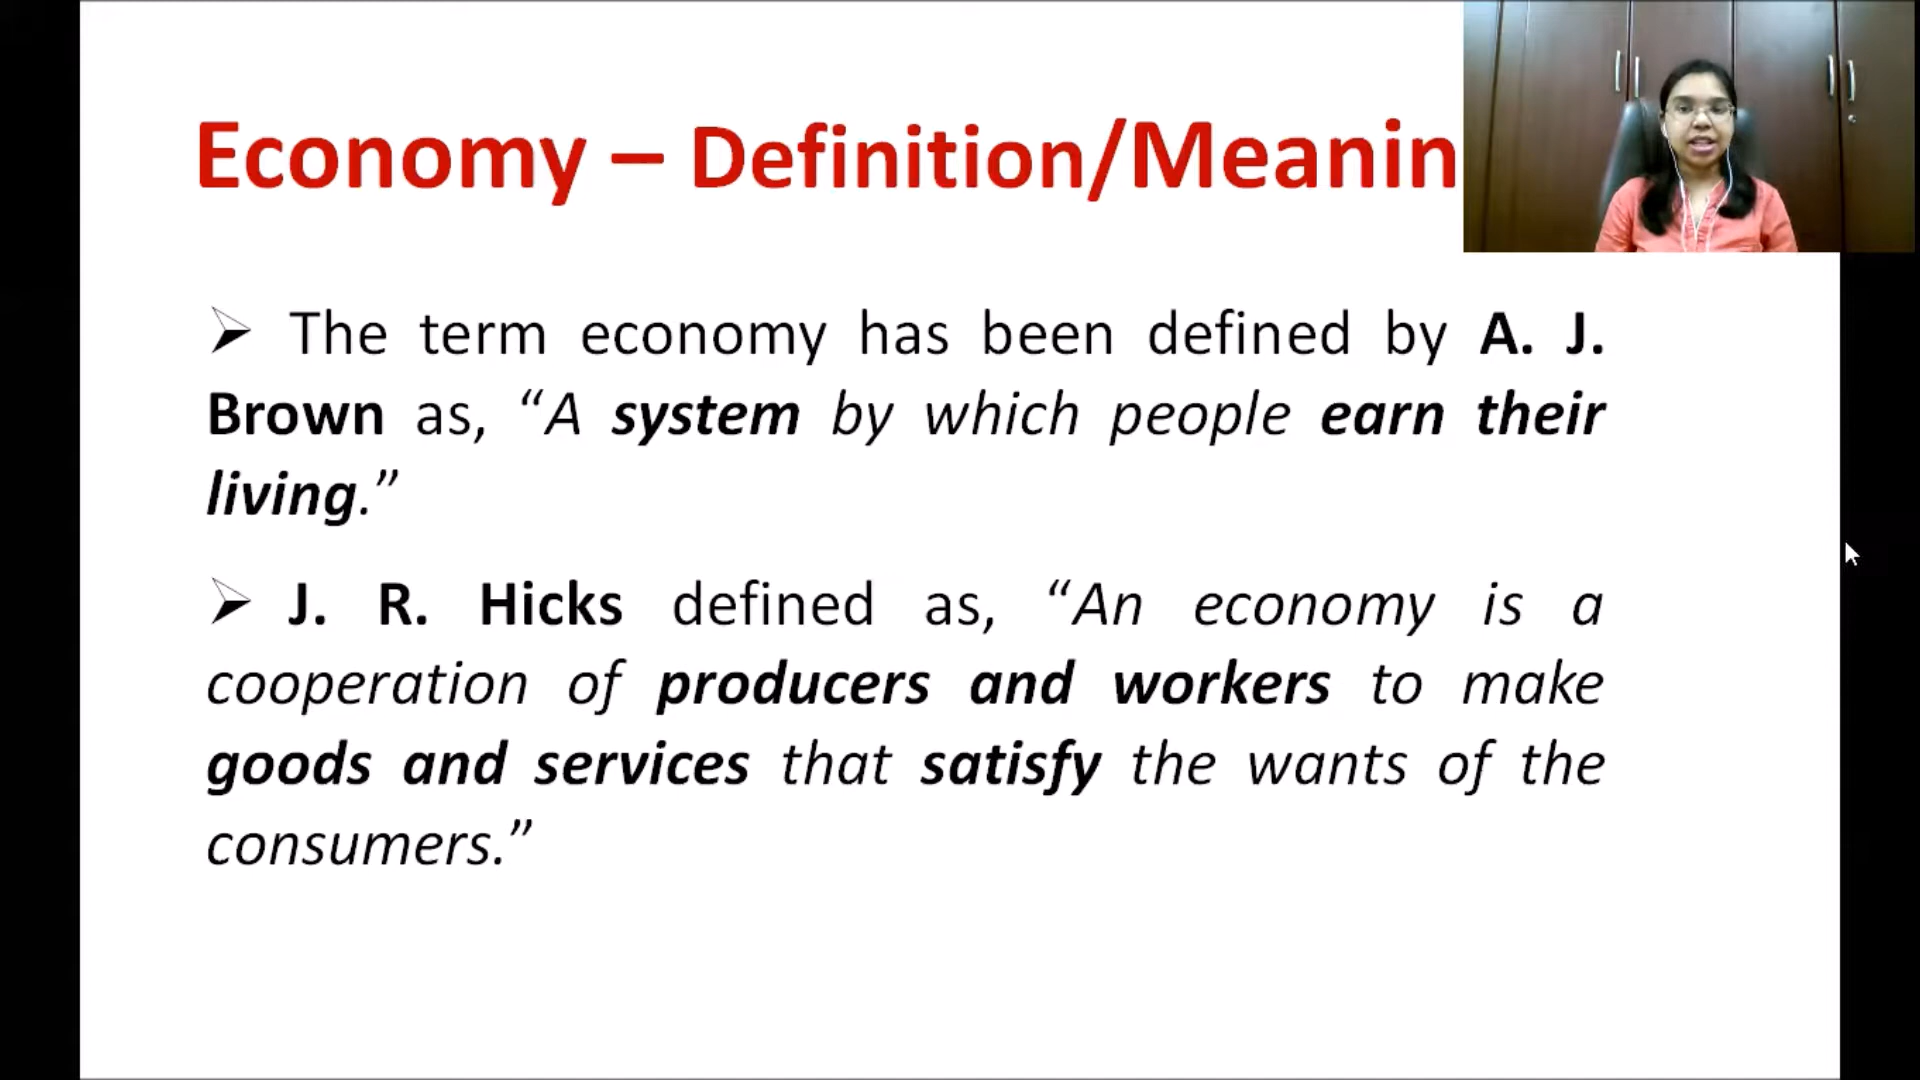 Economy – Definition/Meanin
➢ The term economy has been defined by A. J.
Brown as, “A system by which people earn their
living.”
➢ J. R. Hicks defined as, “An economy is a
cooperation of producers and workers to make
goods and services that satisfy the wants of the
consumers.”